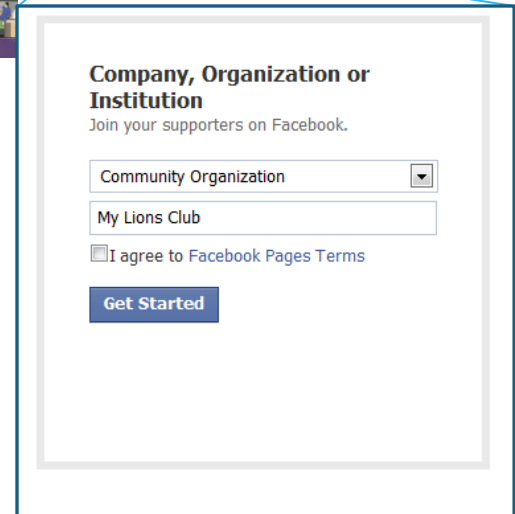 Company, Organization or
Institution
Join your supporters on Facebook.
Community Organization
My Lions Club
I agree to Facebook Pages Terms
Get Started